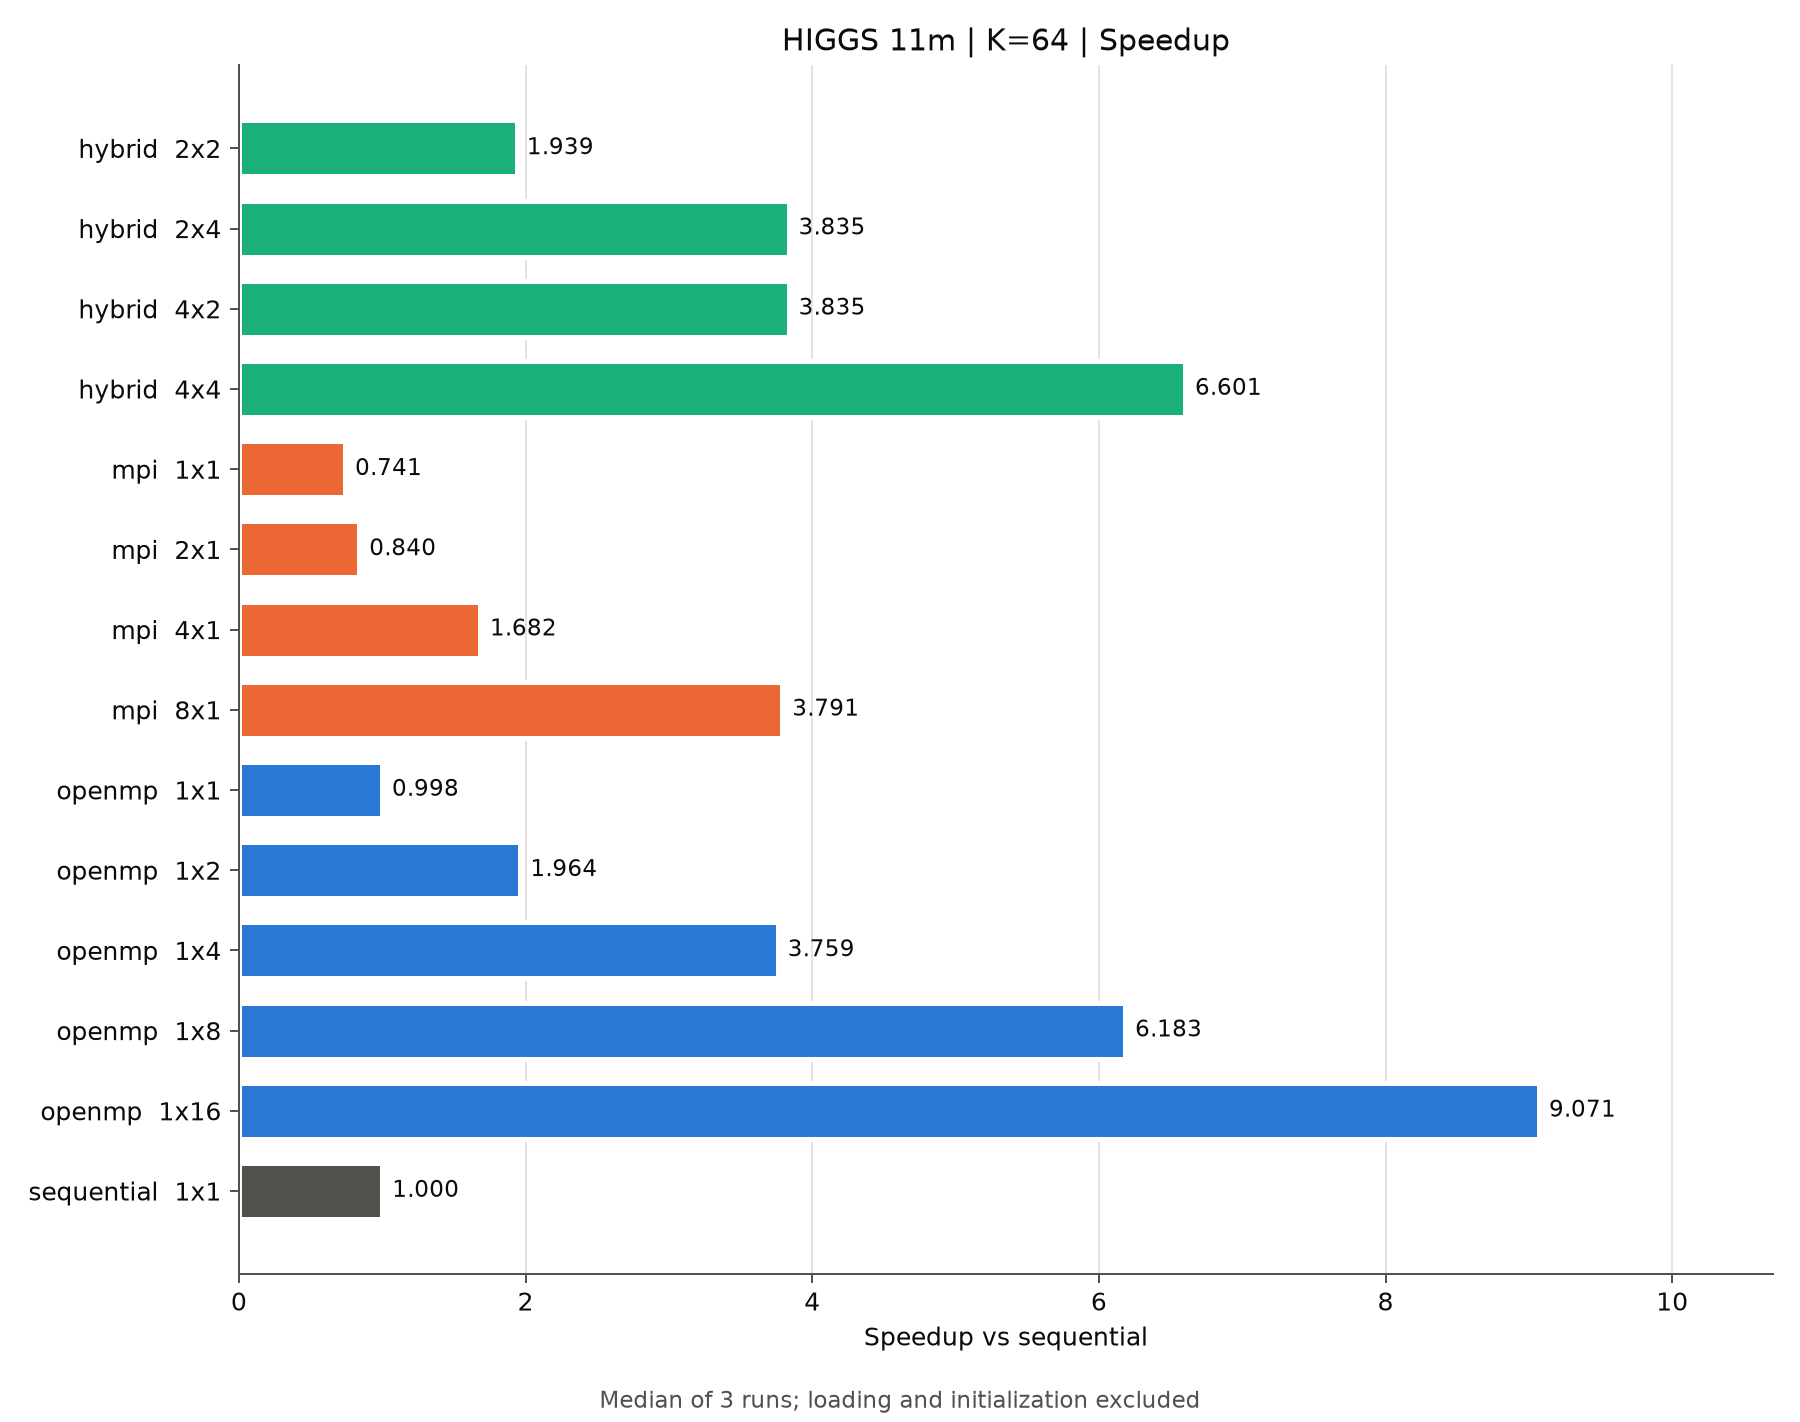 HIGGS 11m | K=64 | Speedup
hybrid 2x2 1.939
hybrid 2x4 3.835
hybrid 4x2 3.835
hybrid 4x4 6.601
mpi 1x1 0.741
mpi 2x1 0.840
mpi 4x1 1.682
mpi 8x1 3.791
openmp 1x1 0.998
openmp 1x2 1.964
openmp 1x4 3.759
openmp 1x8 6.183
openmp 1x16 9.071
sequential 1x1 1.000
0 2 4 6 8 10
Speedup vs sequential
Median of 3 runs; loading and initialization excluded